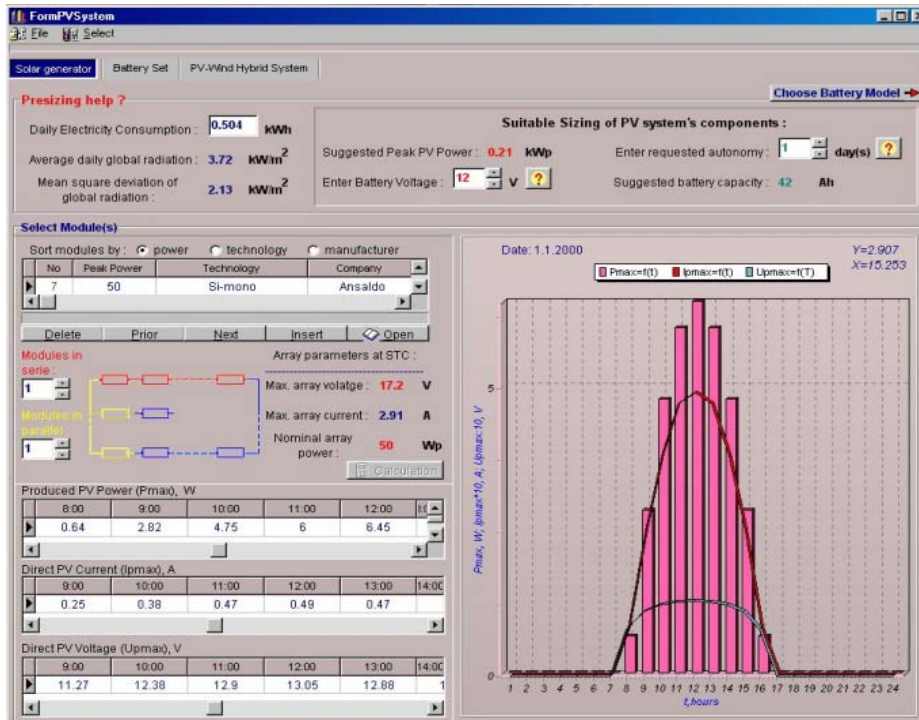 FormPVSystem
File Select
Solar generator Battery Set PV-Wind Hybrid System
Choose Battery Model
Presizing help ?
Daily Electricity Consumption : 0.504 kWh
Average daily global radiation : 3.72 kW/m2
Mean square deviation of
global radiation : 2.13 kW/m2
Suitable Sizing of PV system's components :
Suggested Peak PV Power : 0.21 kWp
Enter requested autonomy : 1 day(s) ?
Enter Battery Voltage : 12 V ?
Suggested battery capacity : 42 Ah
Select Module(s)
Sort modules by : power technology manufacturer
No Peak Power Technology Company
7 50 Si-mono Ansaldo
Delete Prior Next Insert Open
Modules in
serie :
1
Modules in
parallel :
1
Array parameters at STC :
Max. array volatge : 17.2 V
Max. array current : 2.91 A
Nominal array
power : 50 Wp
Calculation
Produced PV Power (Pmax), W
8:00 9:00 10:00 11:00 12:00
0.64 2.82 4.75 6 6.45
Direct PV Current (Ipmax), A
9:00 10:00 11:00 12:00 13:00 14:00
0.25 0.38 0.47 0.49 0.47
Direct PV Voltage (Upmax), V
9:00 10:00 11:00 12:00 13:00 14:00
11.27 12.38 12.9 13.05 12.88 1
Date: 1.1.2000
Y=2.907
X=15.253
Pmax=f(t) Ipmax=f(t) Upmax=f(T)
Pmax, W, Ipmax*10, A, Upmax:10, V
5
0
1 2 3 4 5 6 7 8 9 10 11 12 13 14 15 16 17 18 19 20 21 22 23 24
t,hours